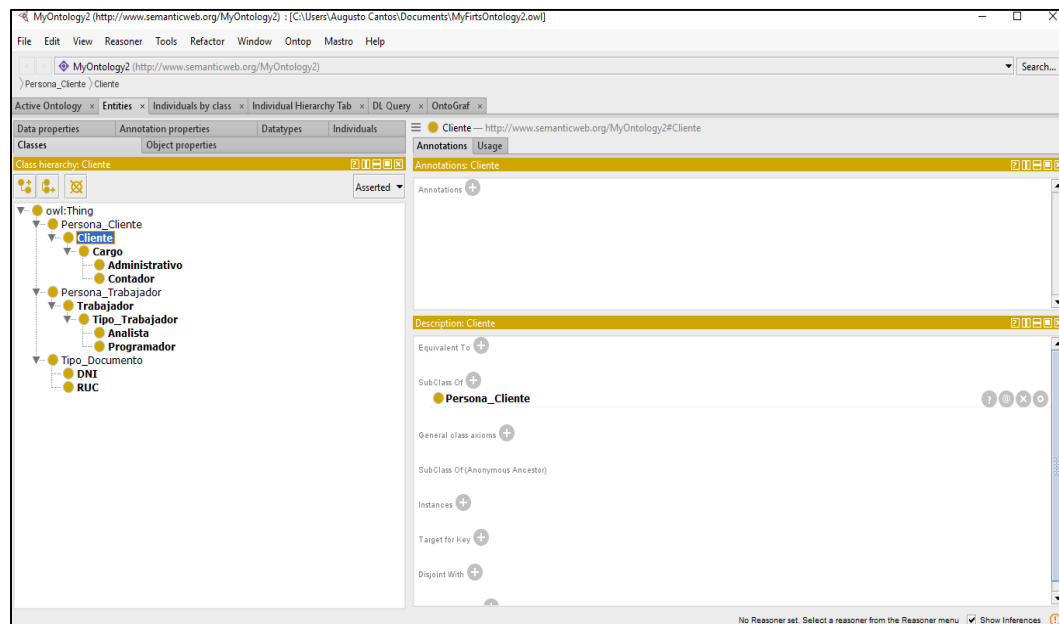 MyOntology2 (http://www.semanticweb.org/MyOntology2) : [C:\Users\Augusto Cantos\Documents\MyFirtsOntology2.owl]
File Edit View Reasoner Tools Refactor Window Ontop Mastro Help
MyOntology2 (http://www.semanticweb.org/MyOntology2) Search...
Persona_Cliente Cliente
Active Ontology × Entities × Individuals by class × Individual Hierarchy Tab × DL Query × OntoGraf ×
Data properties Annotation properties Datatypes Individuals
Classes Object properties
Class hierarchy: Cliente
Asserted
owl:Thing
Persona_Cliente
Cliente
Cargo
Administrativo
Contador
Persona_Trabajador
Trabajador
Tipo_Trabajador
Analista
Programador
Tipo_Documento
DNI
RUC
Cliente — http://www.semanticweb.org/MyOntology2#Cliente
Annotations Usage
Annotations: Cliente
Annotations
Description: Cliente
Equivalent To
SubClass Of
Persona_Cliente
General class axioms
SubClass Of (Anonymous Ancestor)
Instances
Target for Key
Disjoint With
No Reasoner set. Select a reasoner from the Reasoner menu Show Inferences